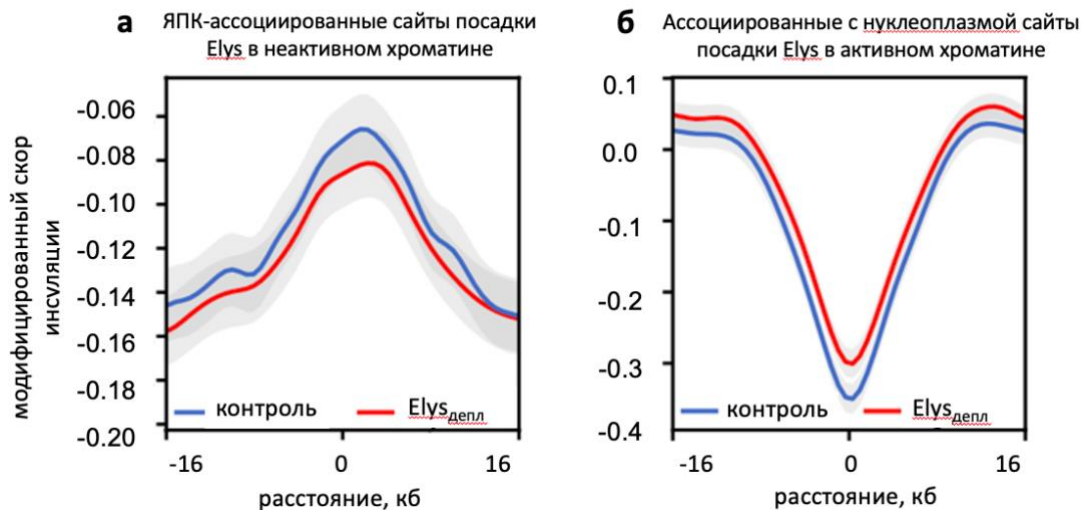 а
ЯПК-ассоциированные сайты посадки
Elys в неактивном хроматине
модифицированный скор
инсуляции
-0.06
-0.08
-0.10
-0.12
-0.14
-0.16
-0.18
-0.20
контроль
Elysдепл
-16
0
16
расстояние, кб
б
Ассоциированные с нуклеоплазмой сайты
посадки Elys в активном хроматине
0.1
0.0
-0.1
-0.2
-0.3
-0.4
контроль
Elysдепл
-16
0
16
расстояние, кб